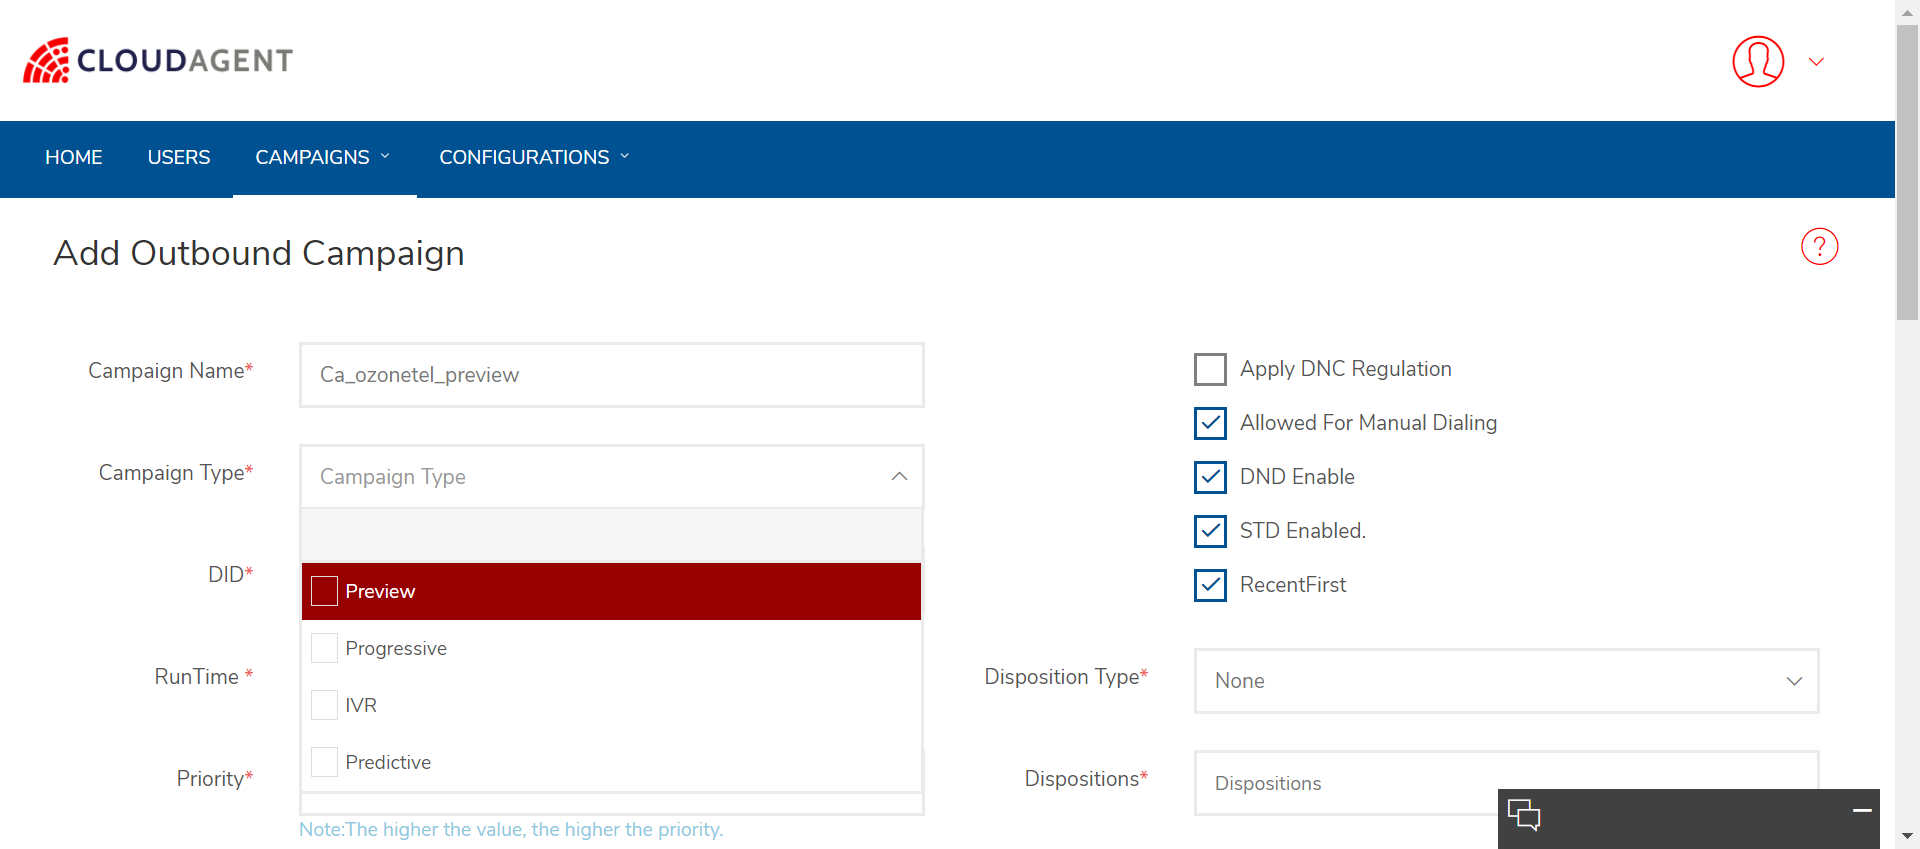 CLOUDAGENT
HOME
USERS
CAMPAIGNS
CONFIGURATIONS
Add Outbound Campaign
?
Campaign Name*
Ca_ozonetel_preview
Campaign Type*
Campaign Type
Preview
Progressive
IVR
Predictive
DID*
RunTime *
Priority*
Note:The higher the value, the higher the priority.
Apply DNC Regulation
Allowed For Manual Dialing
DND Enable
STD Enabled.
RecentFirst
Disposition Type*
None
Dispositions*
Dispositions